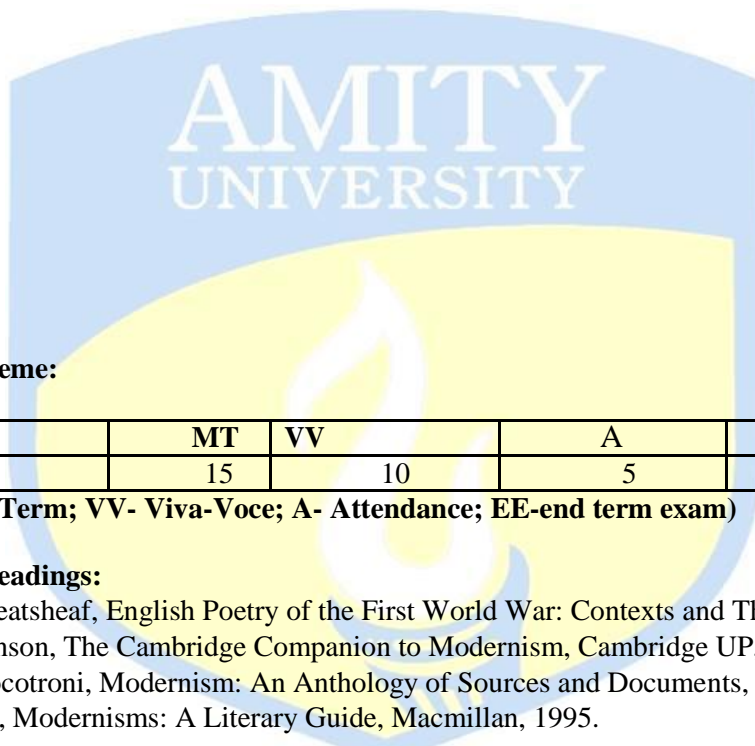 AMITY
UNIVERSITY
eme:
MT VV A
15 10 5
Term; VV- Viva-Voce; A- Attendance; EE-end term exam)
eadings:
eatsheaf, English Poetry of the First World War: Contexts and Th
nson, The Cambridge Companion to Modernism, Cambridge UP
ocotroni, Modernism: An Anthology of Sources and Documents,
, Modernisms: A Literary Guide, Macmillan, 1995.